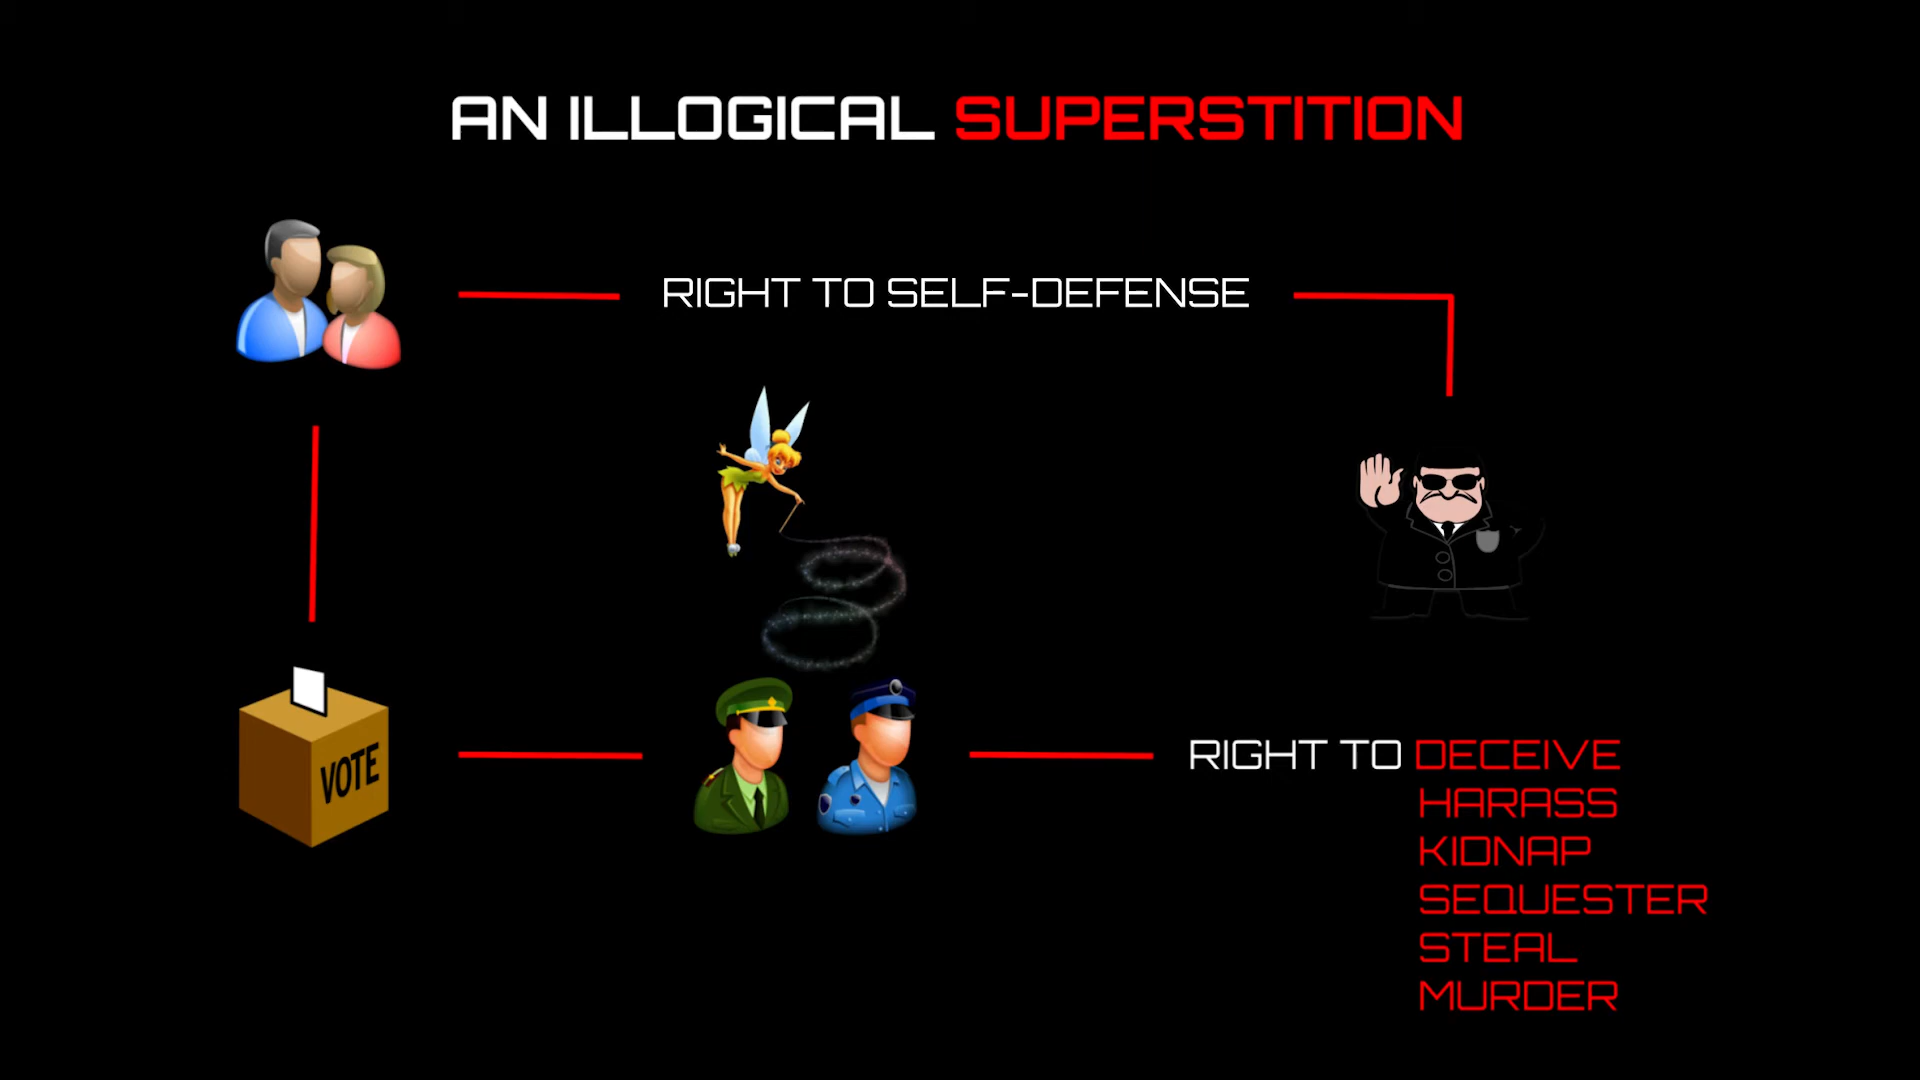 AN ILLOGICAL SUPERSTITION
RIGHT TO SELF-DEFENSE
VOTE
RIGHT TO DECEIVE
HARASS
KIDNAP
SEQUESTER
STEAL
MURDER